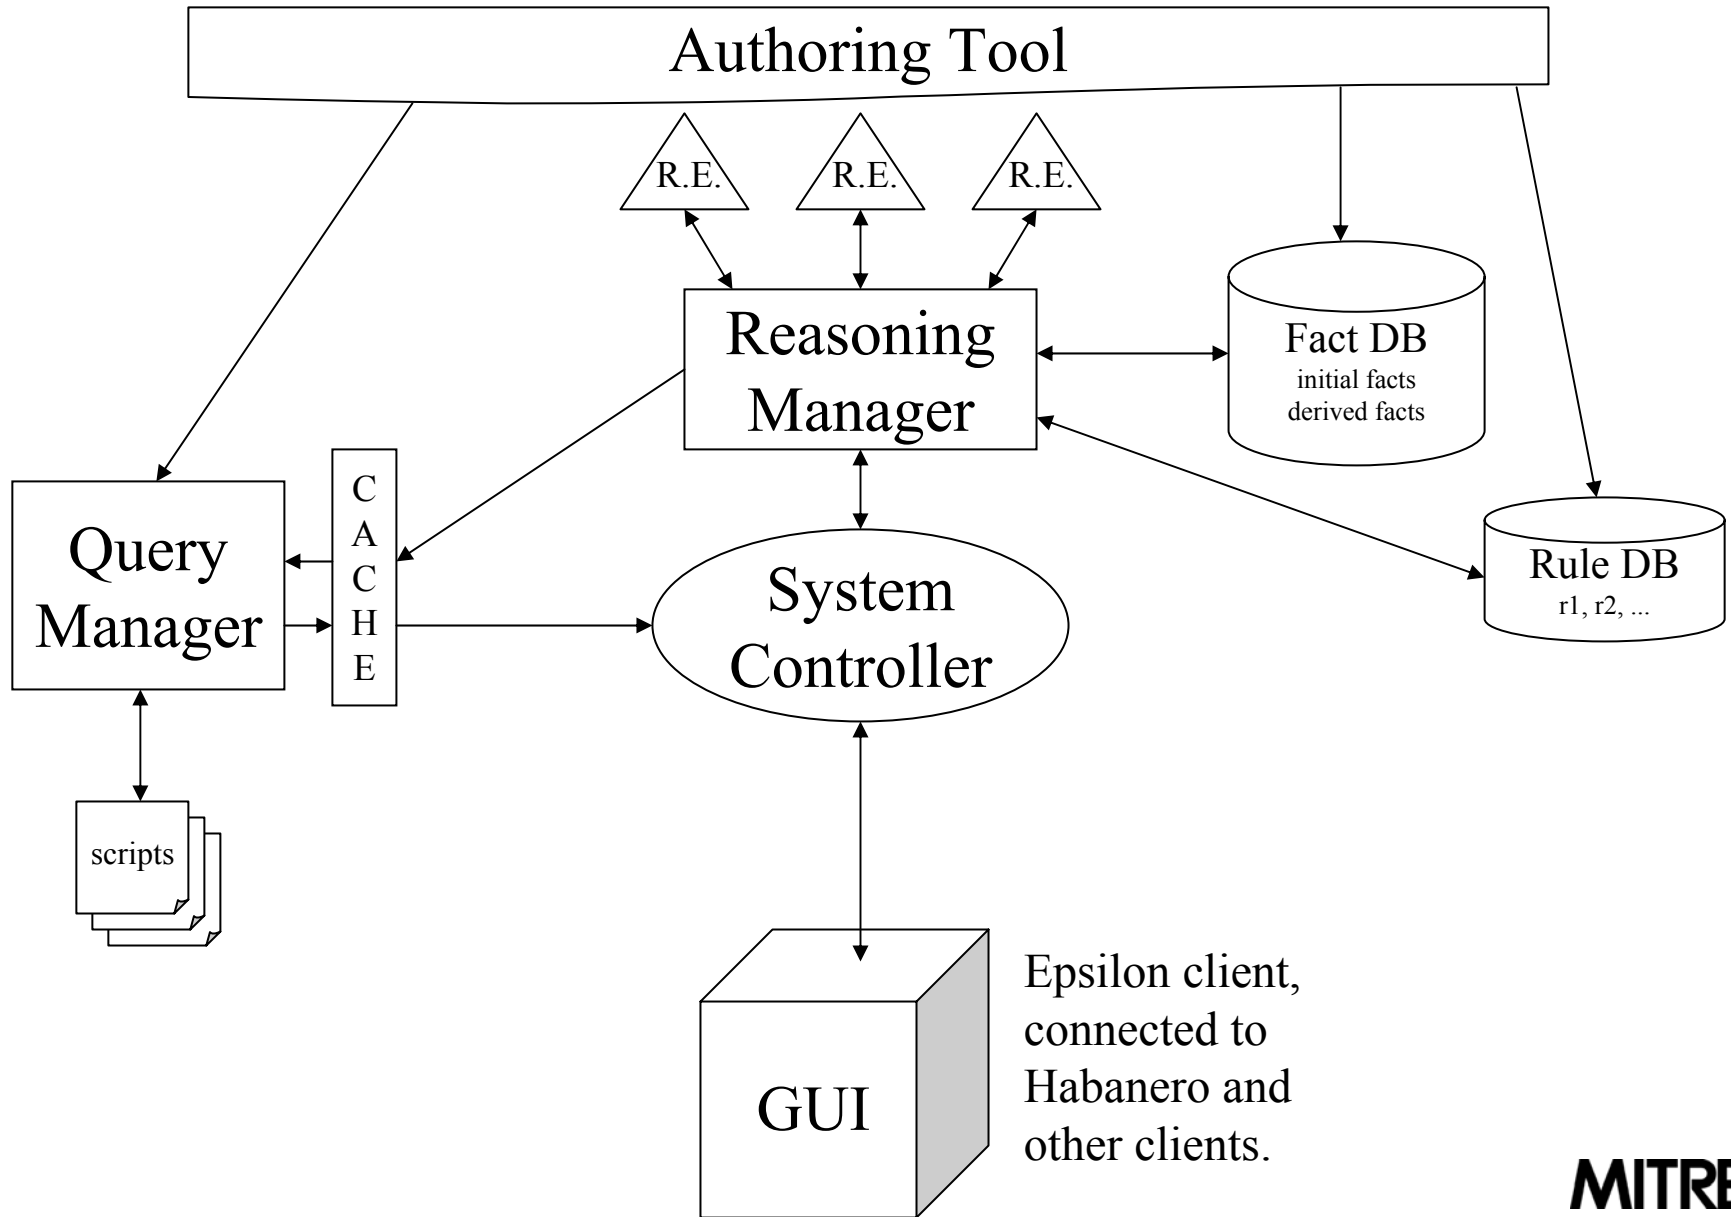 Authoring Tool
R.E.
R.E.
R.E.
Reasoning
Manager
Fact DB
initial facts
derived facts
Query
Manager
C
A
C
H
E
System
Controller
Rule DB
r1, r2, ...
scripts
GUI
Epsilon client,
connected to
Habanero and
other clients.
MITRE